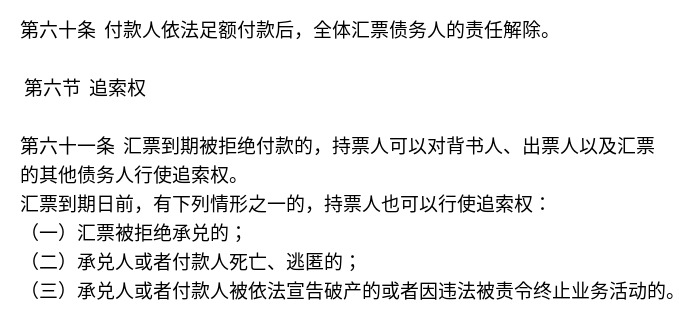 第六十条 付款人依法足额付款后，全体汇票债务人的责任解除。
第六节 追索权
第六十一条 汇票到期被拒绝付款的，持票人可以对背书人、出票人以及汇票
的其他债务人行使追索权。
汇票到期日前，有下列情形之一的，持票人也可以行使追索权：
（一）汇票被拒绝承兑的；
（二）承兑人或者付款人死亡、逃匿的；
（三）承兑人或者付款人被依法宣告破产的或者因违法被责令终止业务活动的。